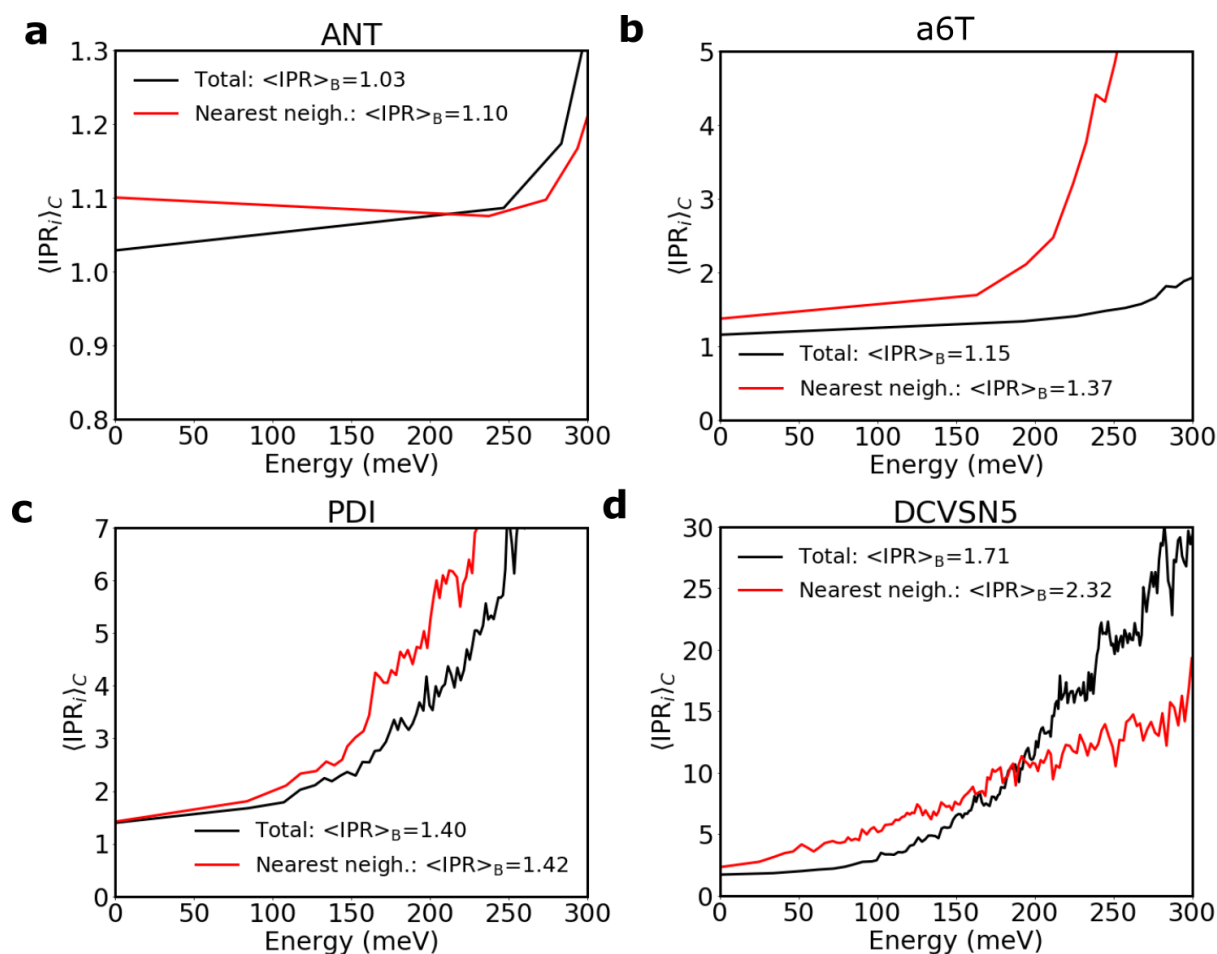 a
ANT
1.3
1.2
1.1
1.0
0.9
0.8
⟨IPRᵢ⟩C
Total: <IPR>B=1.03
Nearest neigh.: <IPR>B=1.10
0 50 100 150 200 250 300
Energy (meV)
b
a6T
5
4
3
2
1
0
⟨IPRᵢ⟩C
Total: <IPR>B=1.15
Nearest neigh.: <IPR>B=1.37
0 50 100 150 200 250 300
Energy (meV)
c
PDI
7
6
5
4
3
2
1
0
⟨IPRᵢ⟩C
Total: <IPR>B=1.40
Nearest neigh.: <IPR>B=1.42
0 50 100 150 200 250 300
Energy (meV)
d
DCVSN5
30
25
20
15
10
5
0
⟨IPRᵢ⟩C
Total: <IPR>B=1.71
Nearest neigh.: <IPR>B=2.32
0 50 100 150 200 250 300
Energy (meV)